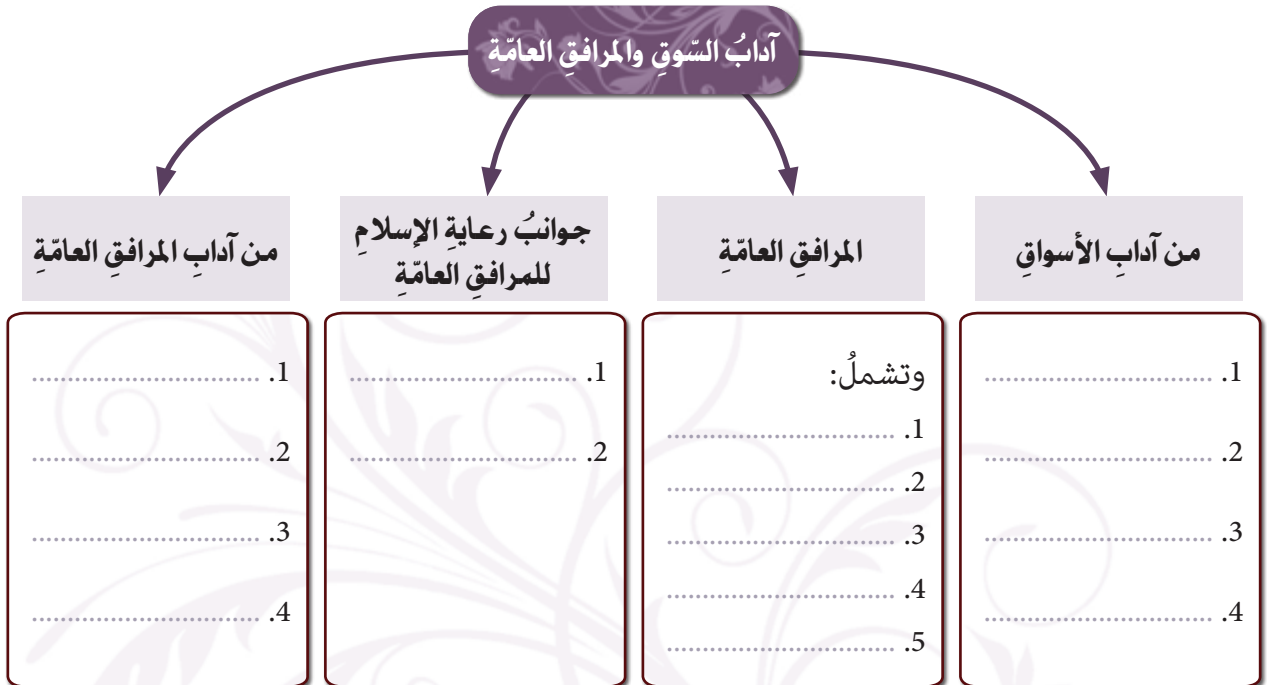 آدابُ السّوقِ والمرافقِ العامّةِ
من آدابِ الأسواقِ
1. ..............................
2. ..............................
3. ..............................
4. ..............................
المرافقِ العامّةِ
وتشملُ:
1. ..............................
2. ..............................
3. ..............................
4. ..............................
5. ..............................
جوانبُ رعايةِ الإسلامِ
للمرافقِ العامّةِ
1. ..............................
2. ..............................
من آدابِ المرافقِ العامّةِ
1. ..............................
2. ..............................
3. ..............................
4. ..............................